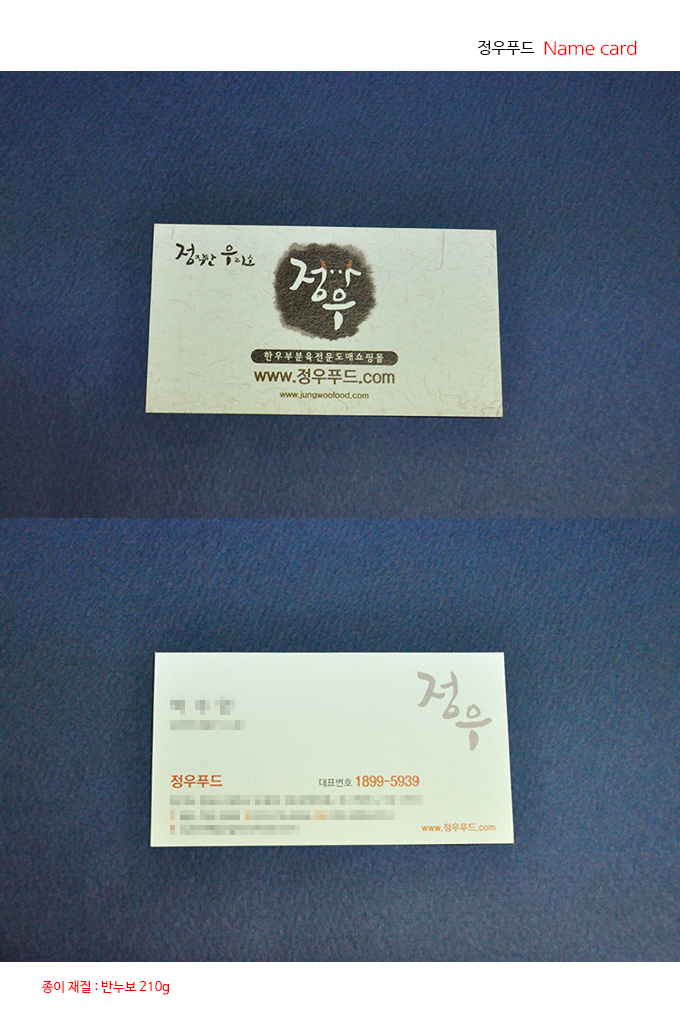 정우푸드 Name card
정직한 우리소
정우
한우부분육전문도매쇼핑몰
www.정우푸드.com
www.jungwoofood.com
정우
정우푸드 대표번호 1899-5939
www.정우푸드.com
종이 재질 : 반누보 210g